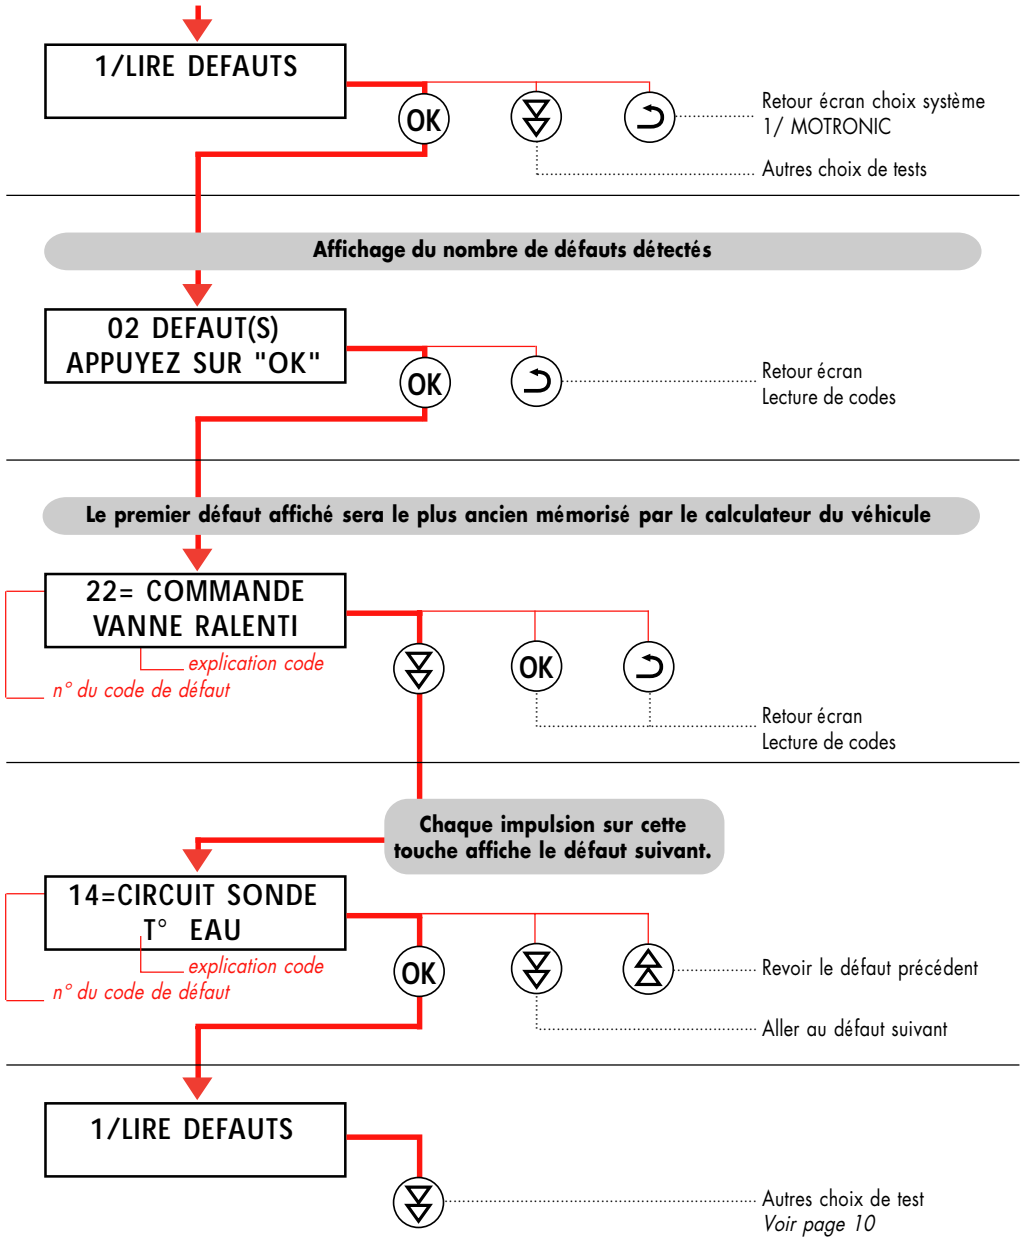 1/LIRE DEFAUTS
OK
Retour écran choix système
1/ MOTRONIC
Autres choix de tests
Affichage du nombre de défauts détectés
02 DEFAUT(S)
APPUYEZ SUR "OK"
OK
Retour écran
Lecture de codes
Le premier défaut affiché sera le plus ancien mémorisé par le calculateur du véhicule
22= COMMANDE
VANNE RALENTI
explication code
n° du code de défaut
OK
Retour écran
Lecture de codes
Chaque impulsion sur cette
touche affiche le défaut suivant.
14=CIRCUIT SONDE
T° EAU
explication code
n° du code de défaut
OK
Revoir le défaut précédent
Aller au défaut suivant
1/LIRE DEFAUTS
Autres choix de test
Voir page 10